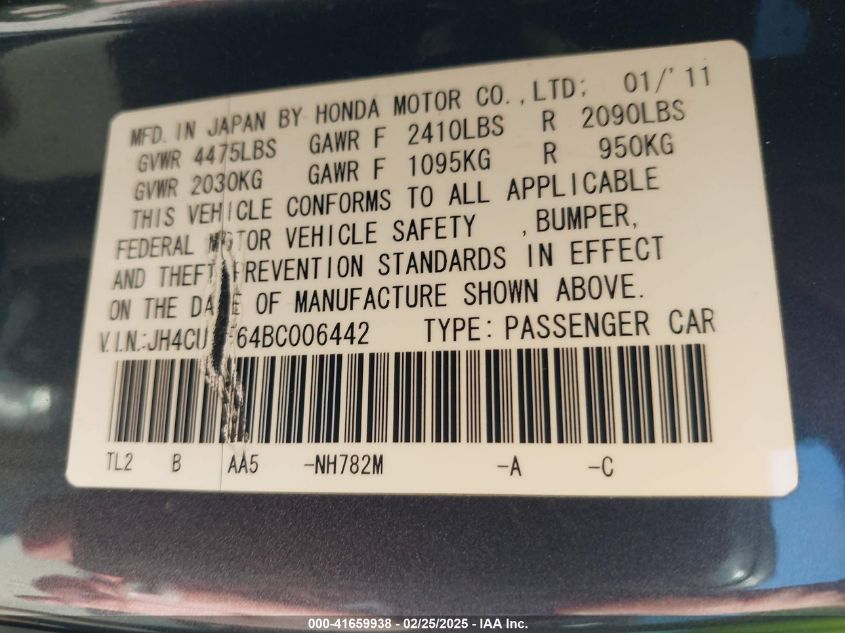 MFD. IN JAPAN BY HONDA MOTOR CO., LTD; 01/'11
GVWR 4475LBS GAWR F 2410LBS R 2090LBS
GVWR 2030KG GAWR F 1095KG R 950KG
THIS VEHICLE CONFORMS TO ALL APPLICABLE
FEDERAL MOTOR VEHICLE SAFETY , BUMPER,
AND THEFT PREVENTION STANDARDS IN EFFECT
ON THE DATE OF MANUFACTURE SHOWN ABOVE.
V.I.N.: TYPE: PASSENGER CAR
TL2 B AA5 -NH782M -A -C
000-41659938 - 02/25/2025 - IAA Inc.